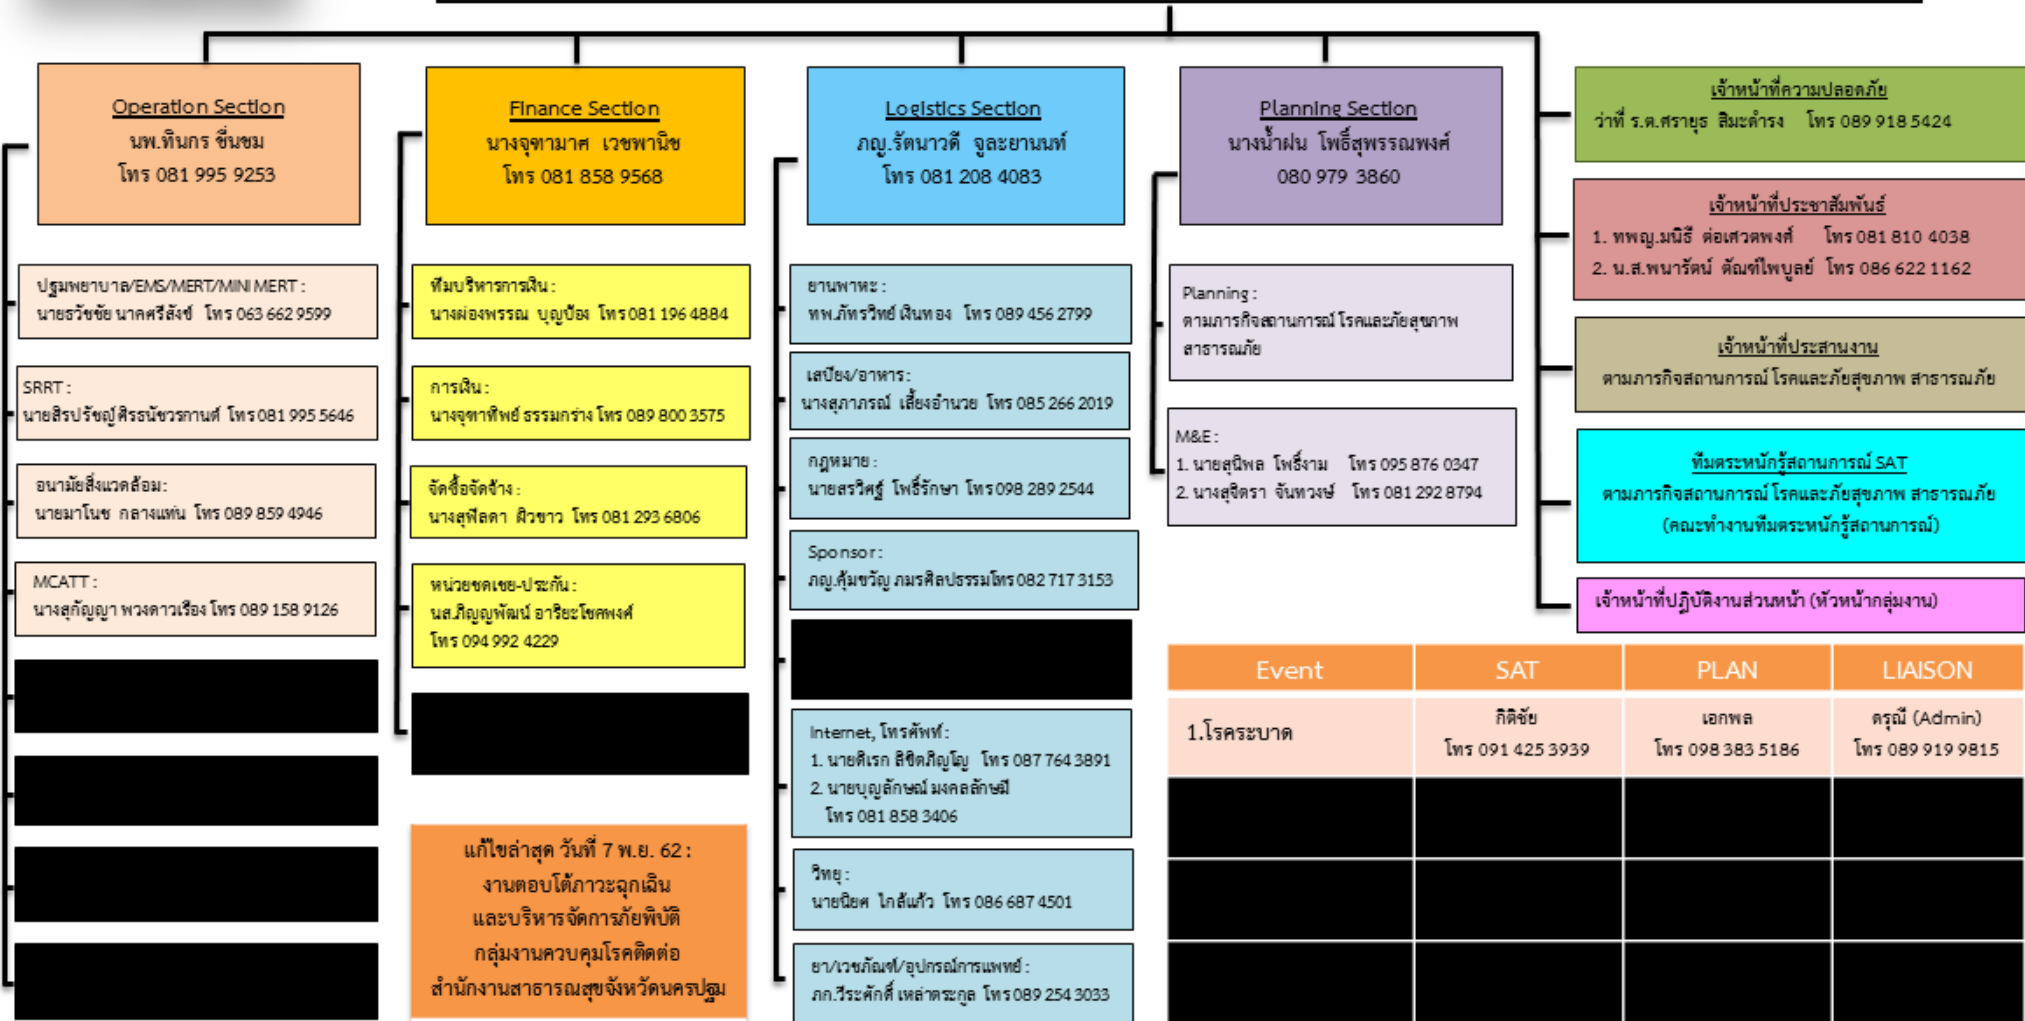 Operation Section
นพ.ทินกร ชื่นชม
โทร 081 995 9253
Finance Section
นางจุฑามาศ เวชพานิช
โทร 081 858 9568
Logistics Section
ภญ.รัตนาวดี จูละยานนท์
โทร 081 208 4083
Planning Section
นางน้ำฝน โพธิ์สุพรรณพงศ์
080 979 3860
เจ้าหน้าที่ความปลอดภัย
ว่าที่ ร.ต.ศรายุธ สิมะดำรง โทร 089 918 5424
เจ้าหน้าที่ประชาสัมพันธ์
1. ทพญ.มนิธี ต่อเศวตพงศ์ โทร 081 810 4038
2. น.ส.พนารัตน์ ตัณฑ์ไพบูลย์ โทร 086 622 1162
เจ้าหน้าที่ประสานงาน
ตามภารกิจสถานการณ์ โรคและภัยสุขภาพ สาธารณภัย
ทีมตระหนักรู้สถานการณ์ SAT
ตามภารกิจสถานการณ์ โรคและภัยสุขภาพ สาธารณภัย
(คณะทำงานทีมตระหนักรู้สถานการณ์)
เจ้าหน้าที่ปฏิบัติงานส่วนหน้า (หัวหน้ากลุ่มงาน)
ปฐมพยาบาล/EMS/MERT/MINI MERT :
นายธวัชชัย นาคศรีสังข์ โทร 063 662 9599
SRRT :
นายสิรปรัชญ์ ศิรธนัชวรกานต์ โทร 081 995 5646
อนามัยสิ่งแวดล้อม:
นายมาโนช กลางแท่น โทร 089 859 4946
MCATT :
นางสุกัญญา พวงดาวเรือง โทร 089 158 9126
ทีมบริหารการเงิน :
นางผ่องพรรณ บุญป้อง โทร 081 196 4884
การเงิน :
นางจุฑาทิพย์ ธรรมกร่าง โทร 089 800 3575
จัดซื้อจัดจ้าง :
นางสุพีลดา ผิวขาว โทร 081 293 6806
หน่วยชดเชย-ประกัน :
นส.ภิญญพัฒน์ อาริยะโชคพงศ์
โทร 094 992 4229
แก้ไขล่าสุด วันที่ 7 พ.ย. 62 :
งานตอบโต้ภาวะฉุกเฉิน
และบริหารจัดการภัยพิบัติ
กลุ่มงานควบคุมโรคติดต่อ
สำนักงานสาธารณสุขจังหวัดนครปฐม
ยานพาหะ :
ทพ.ภัทรวิทย์ เงินทอง โทร 089 456 2799
เสบียง/อาหาร :
นางสุภาภรณ์ เลี้ยงอำนวย โทร 085 266 2019
กฎหมาย :
นายสรวิศฐ์ โพธิ์รักษา โทร 098 289 2544
Sponsor :
ภญ.คุ้มขวัญ ภมรศิลปธรรม โทร 082 717 3153
Internet, โทรศัพท์ :
1. นายดิเรก ลิชิตภิญโญ โทร 087 764 3891
2. นายบุญลักษณ์ มงคลลักษมี
โทร 081 858 3406
วิทยุ :
นายนิยศ ใกล้แก้ว โทร 086 687 4501
ยา/เวชภัณฑ์/อุปกรณ์การแพทย์ :
ภก.วีระศักดิ์ เหล่าตระกูล โทร 089 254 3033
Planning :
ตามภารกิจสถานการณ์ โรคและภัยสุขภาพ
สาธารณภัย
M&E :
1. นายสุนิพล โพธิ์งาม โทร 095 876 0347
2. นางสุจิตรา จันทวงษ์ โทร 081 292 8794
Event SAT PLAN LIAISON
1.โรคระบาด
กิติชัย เอกพล ดรุณี (Admin)
โทร 091 425 3939 โทร 098 383 5186 โทร 089 919 9815